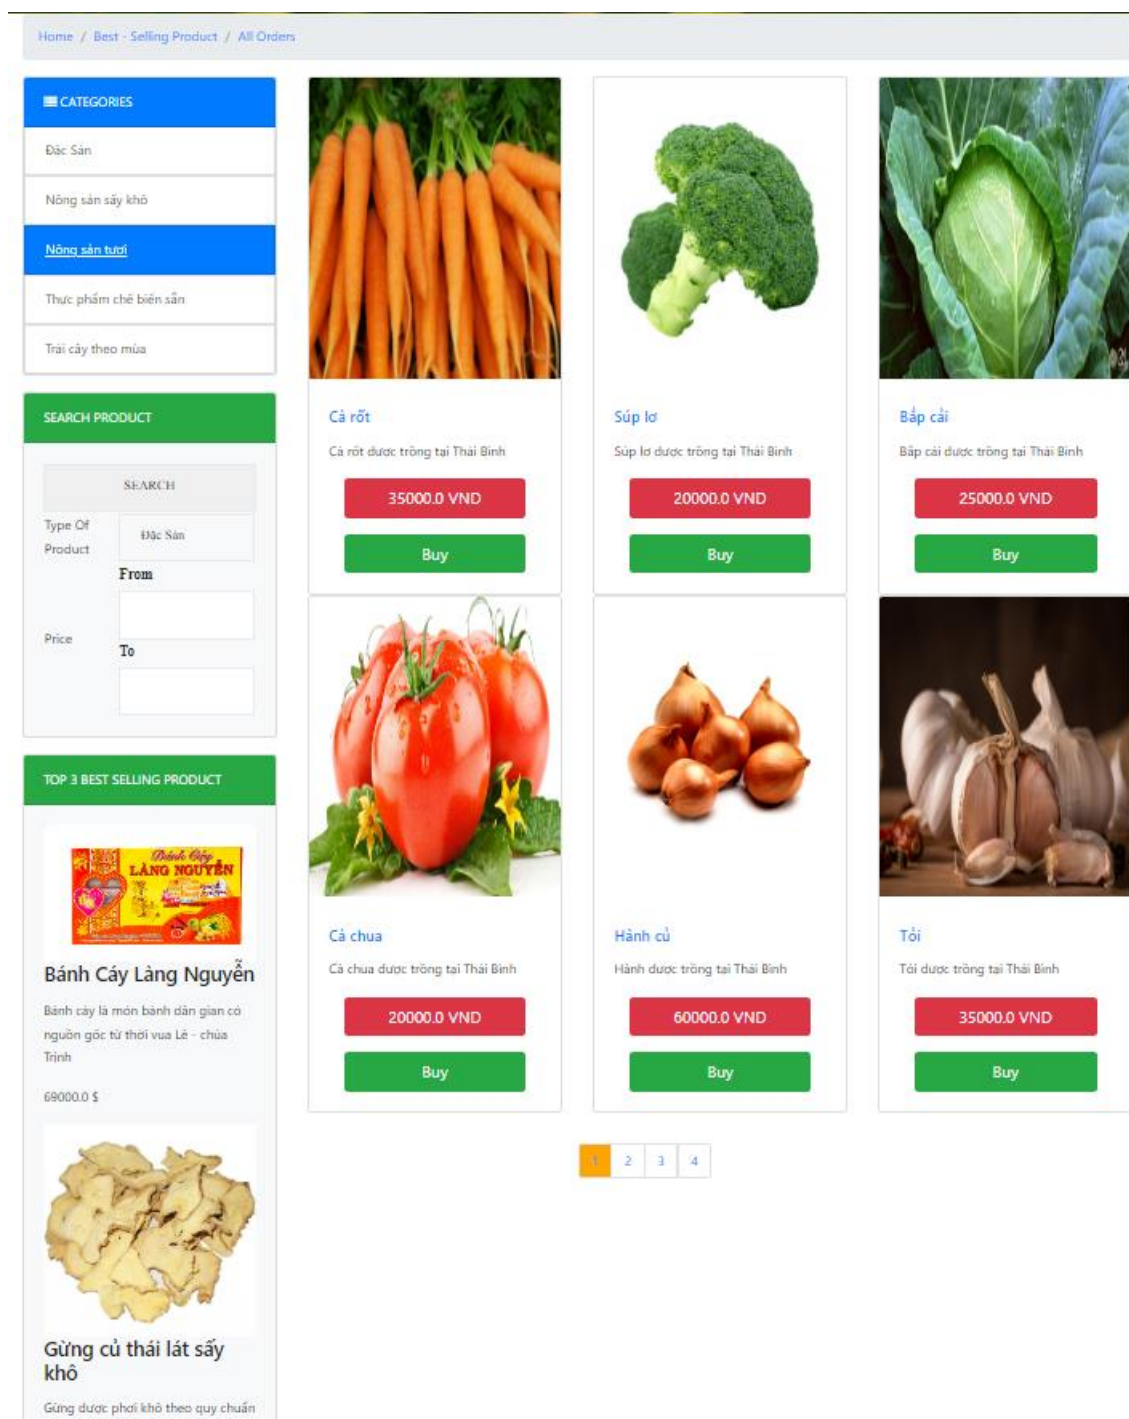 Home / Best - Selling Product / All Orders
CATEGORIES
Đặc Sản
Nông sản sấy khô
Nông sản tươi
Thực phẩm chế biến sẵn
Trái cây theo mùa
SEARCH PRODUCT
SEARCH
Type Of
Product
Đặc Sản
From
Price
To
TOP 3 BEST SELLING PRODUCT
Bánh Cáy
LÀNG NGUYỄN
Bánh Cáy Làng Nguyễn
Bánh cáy là món bánh dân gian có
nguồn gốc từ thời vua Lê - chúa
Trịnh
69000.0 $
Gừng củ thái lát sấy
khô
Gừng được phơi khô theo quy chuẩn
Cà rốt
Cà rốt được trồng tại Thái Bình
35000.0 VND
Buy
Súp lơ
Súp lơ được trồng tại Thái Bình
20000.0 VND
Buy
Bắp cải
Bắp cải được trồng tại Thái Bình
25000.0 VND
Buy
Cà chua
Cà chua được trồng tại Thái Bình
20000.0 VND
Buy
Hành củ
Hành được trồng tại Thái Bình
60000.0 VND
Buy
Tỏi
Tỏi được trồng tại Thái Bình
35000.0 VND
Buy
1 2 3 4